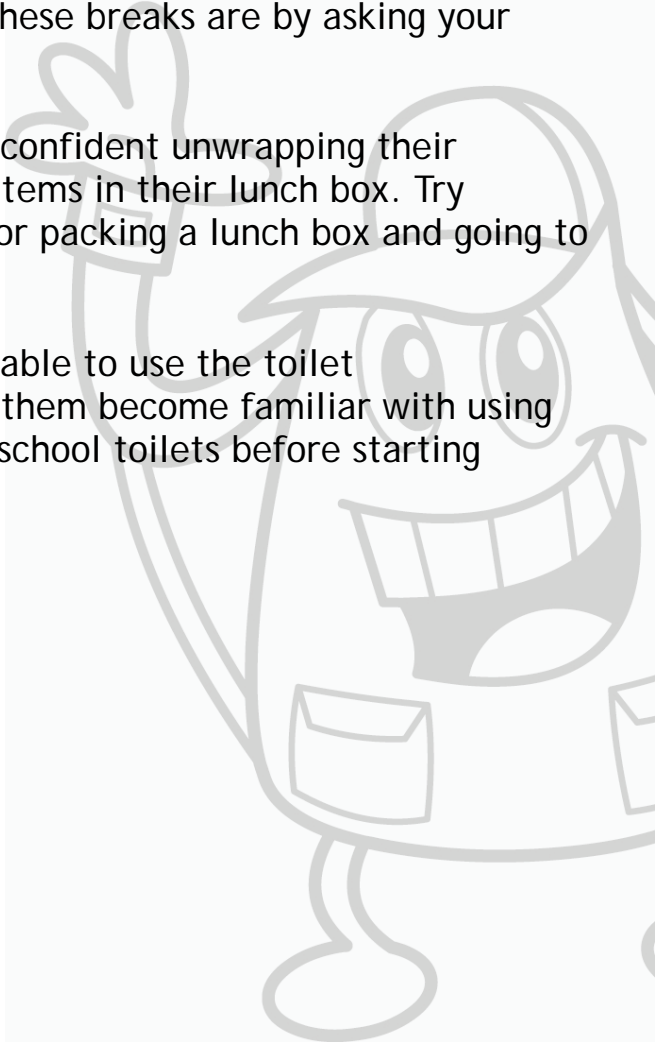 hese breaks are by asking your
confident unwrapping their
tems in their lunch box. Try
or packing a lunch box and going to
able to use the toilet
them become familiar with using
school toilets before starting